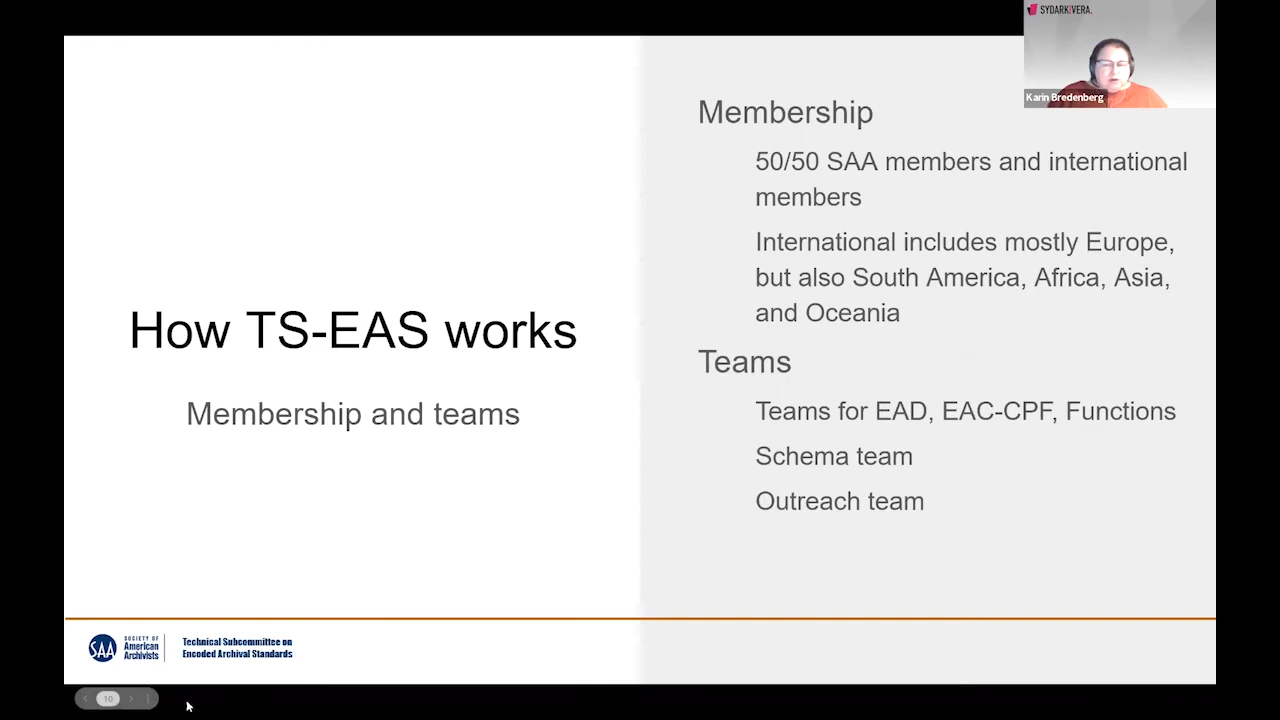 SYDARKIVERA.
Karin Bredenberg
How TS-EAS works
Membership and teams
Membership
50/50 SAA members and international
members
International includes mostly Europe,
but also South America, Africa, Asia,
and Oceania
Teams
Teams for EAD, EAC-CPF, Functions
Schema team
Outreach team
SAA
SOCIETY OF
American
Archivists
Technical Subcommittee on
Encoded Archival Standards
10